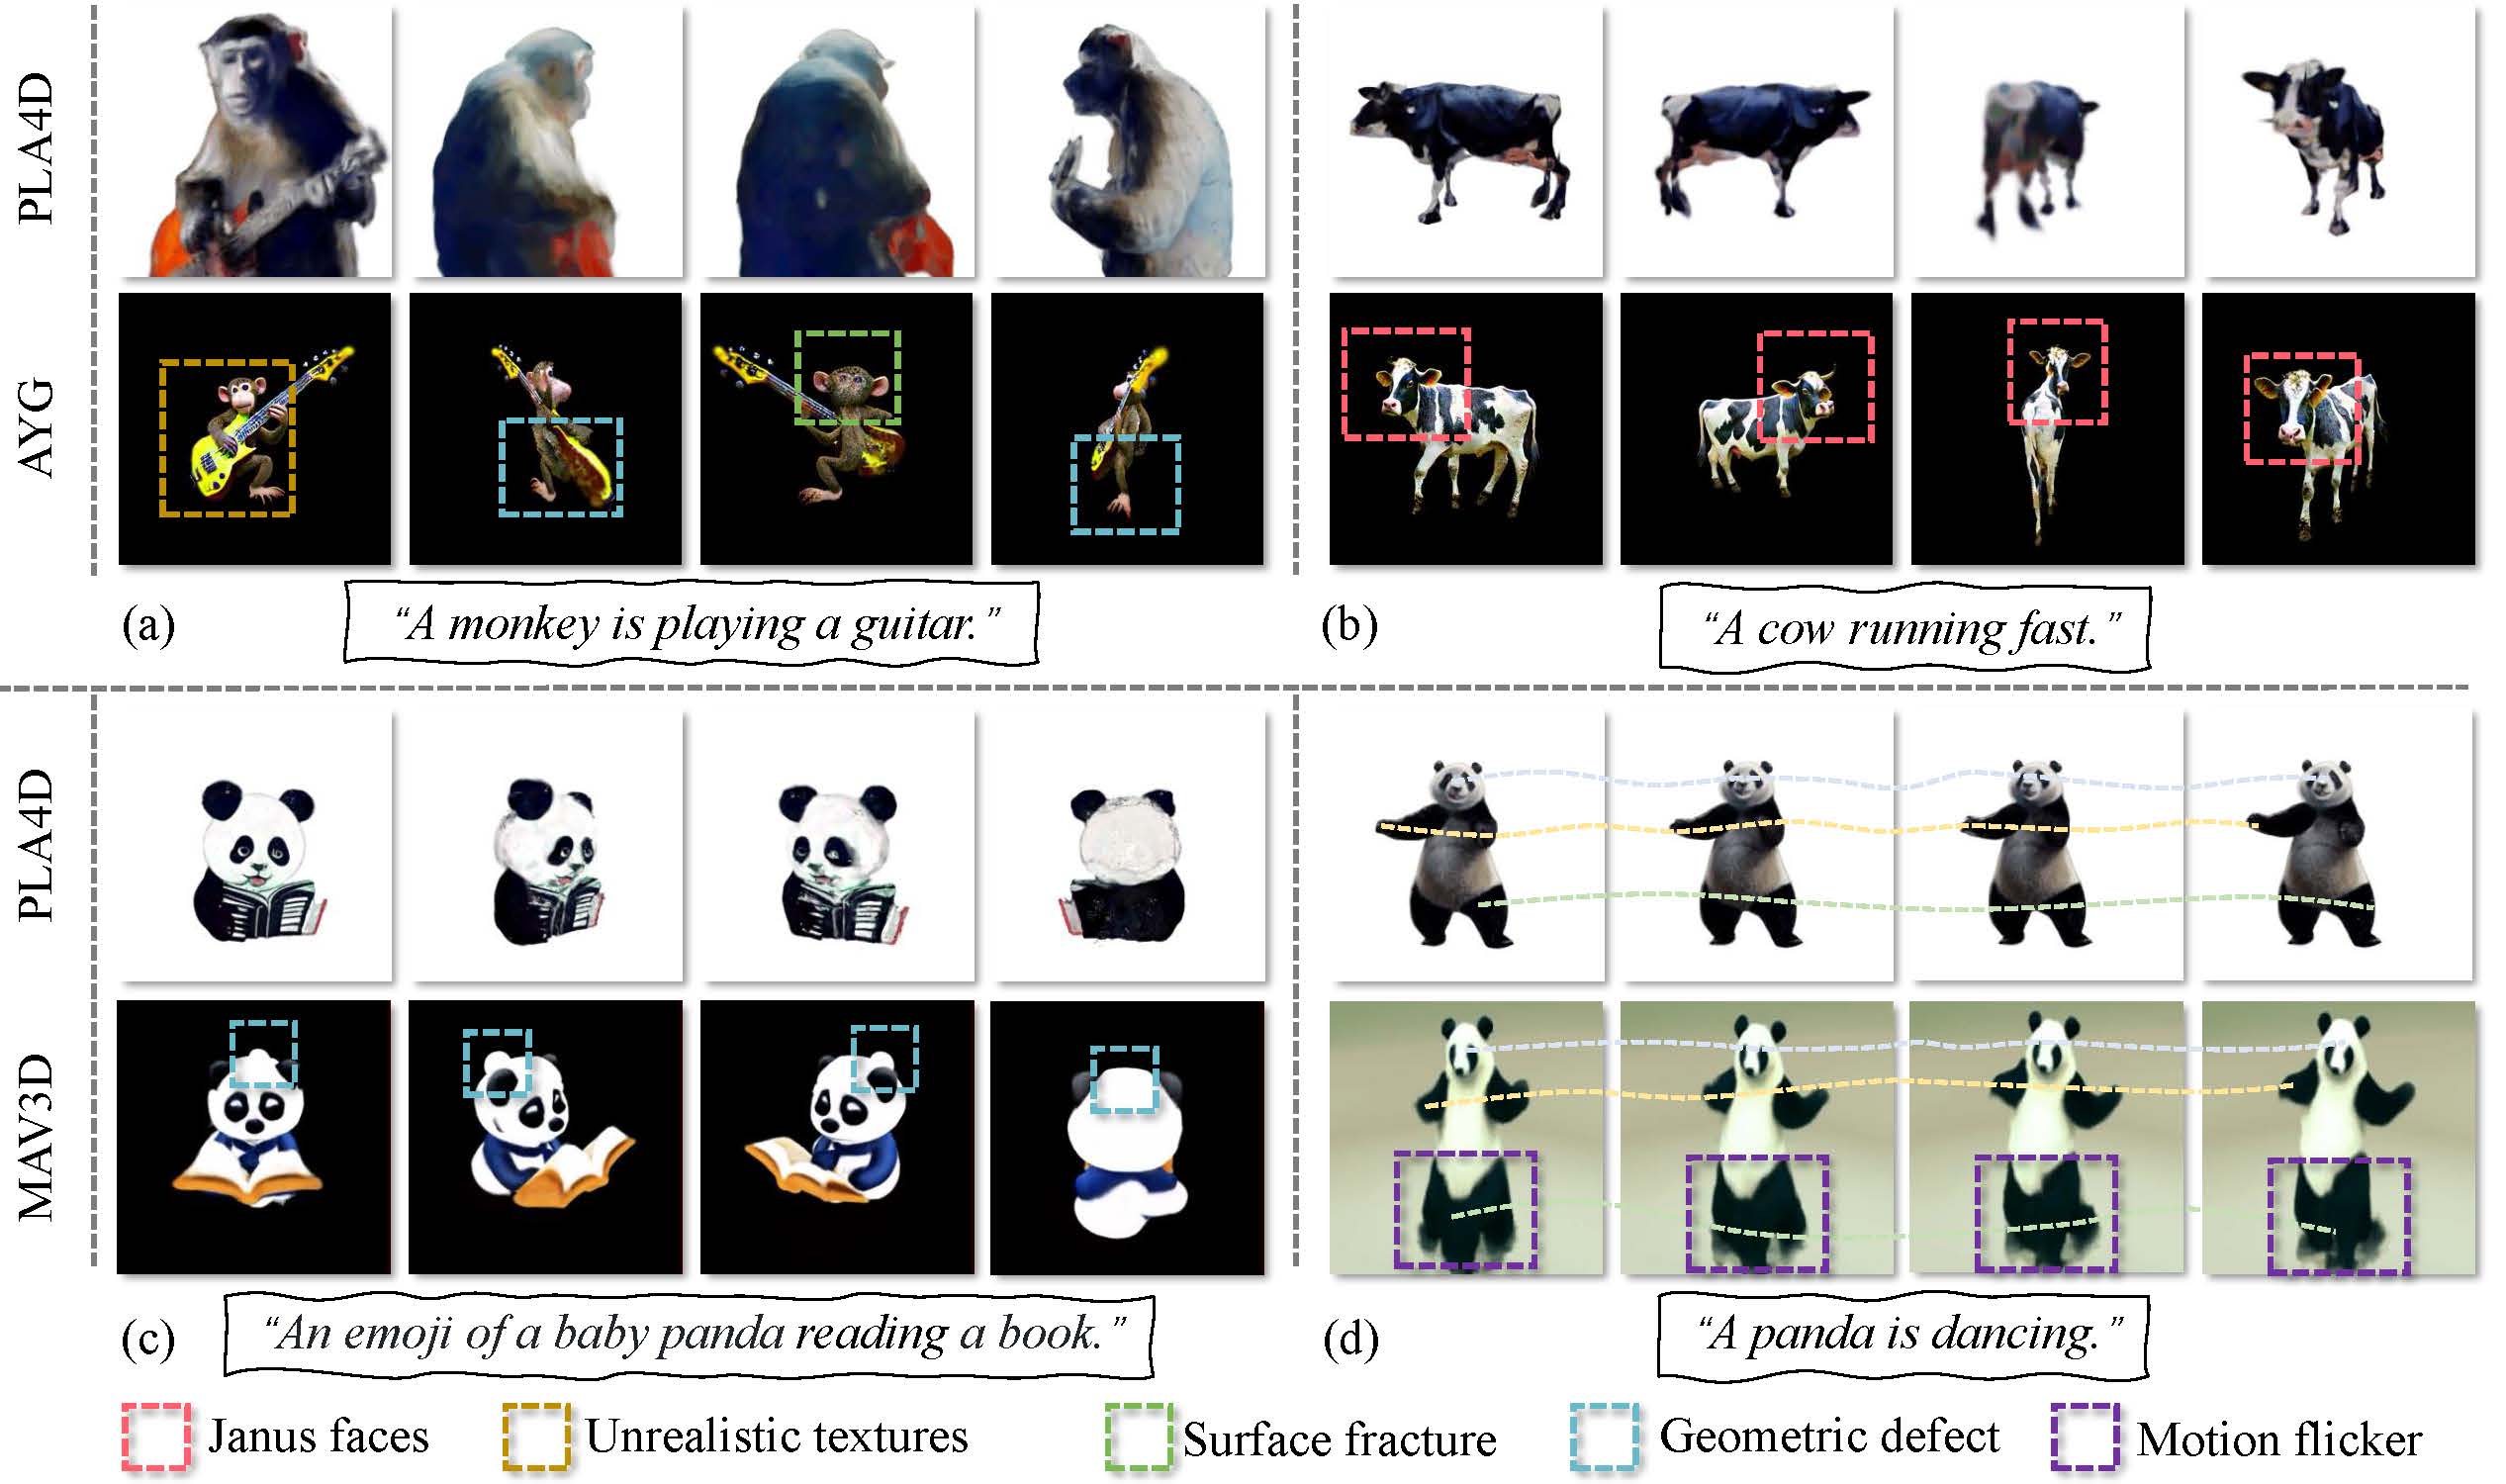 PLA4D
AYG
(a)
“A monkey is playing a guitar.”
(b)
“A cow running fast.”
PLA4D
MAV3D
(c)
“An emoji of a baby panda reading a book.”
(d)
“A panda is dancing.”
Janus faces
Unrealistic textures
Surface fracture
Geometric defect
Motion flicker